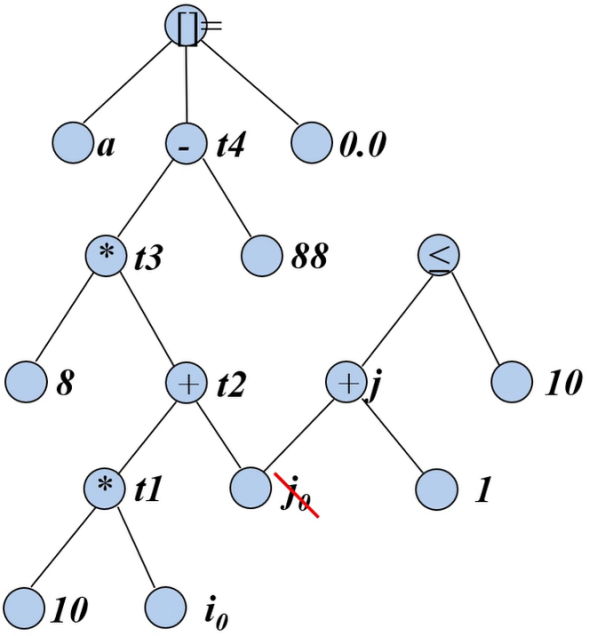 []=
a - t4 0.0
* t3 88 ≤
8 + t2 + j 10
* t1 j₀ 1
10 i₀